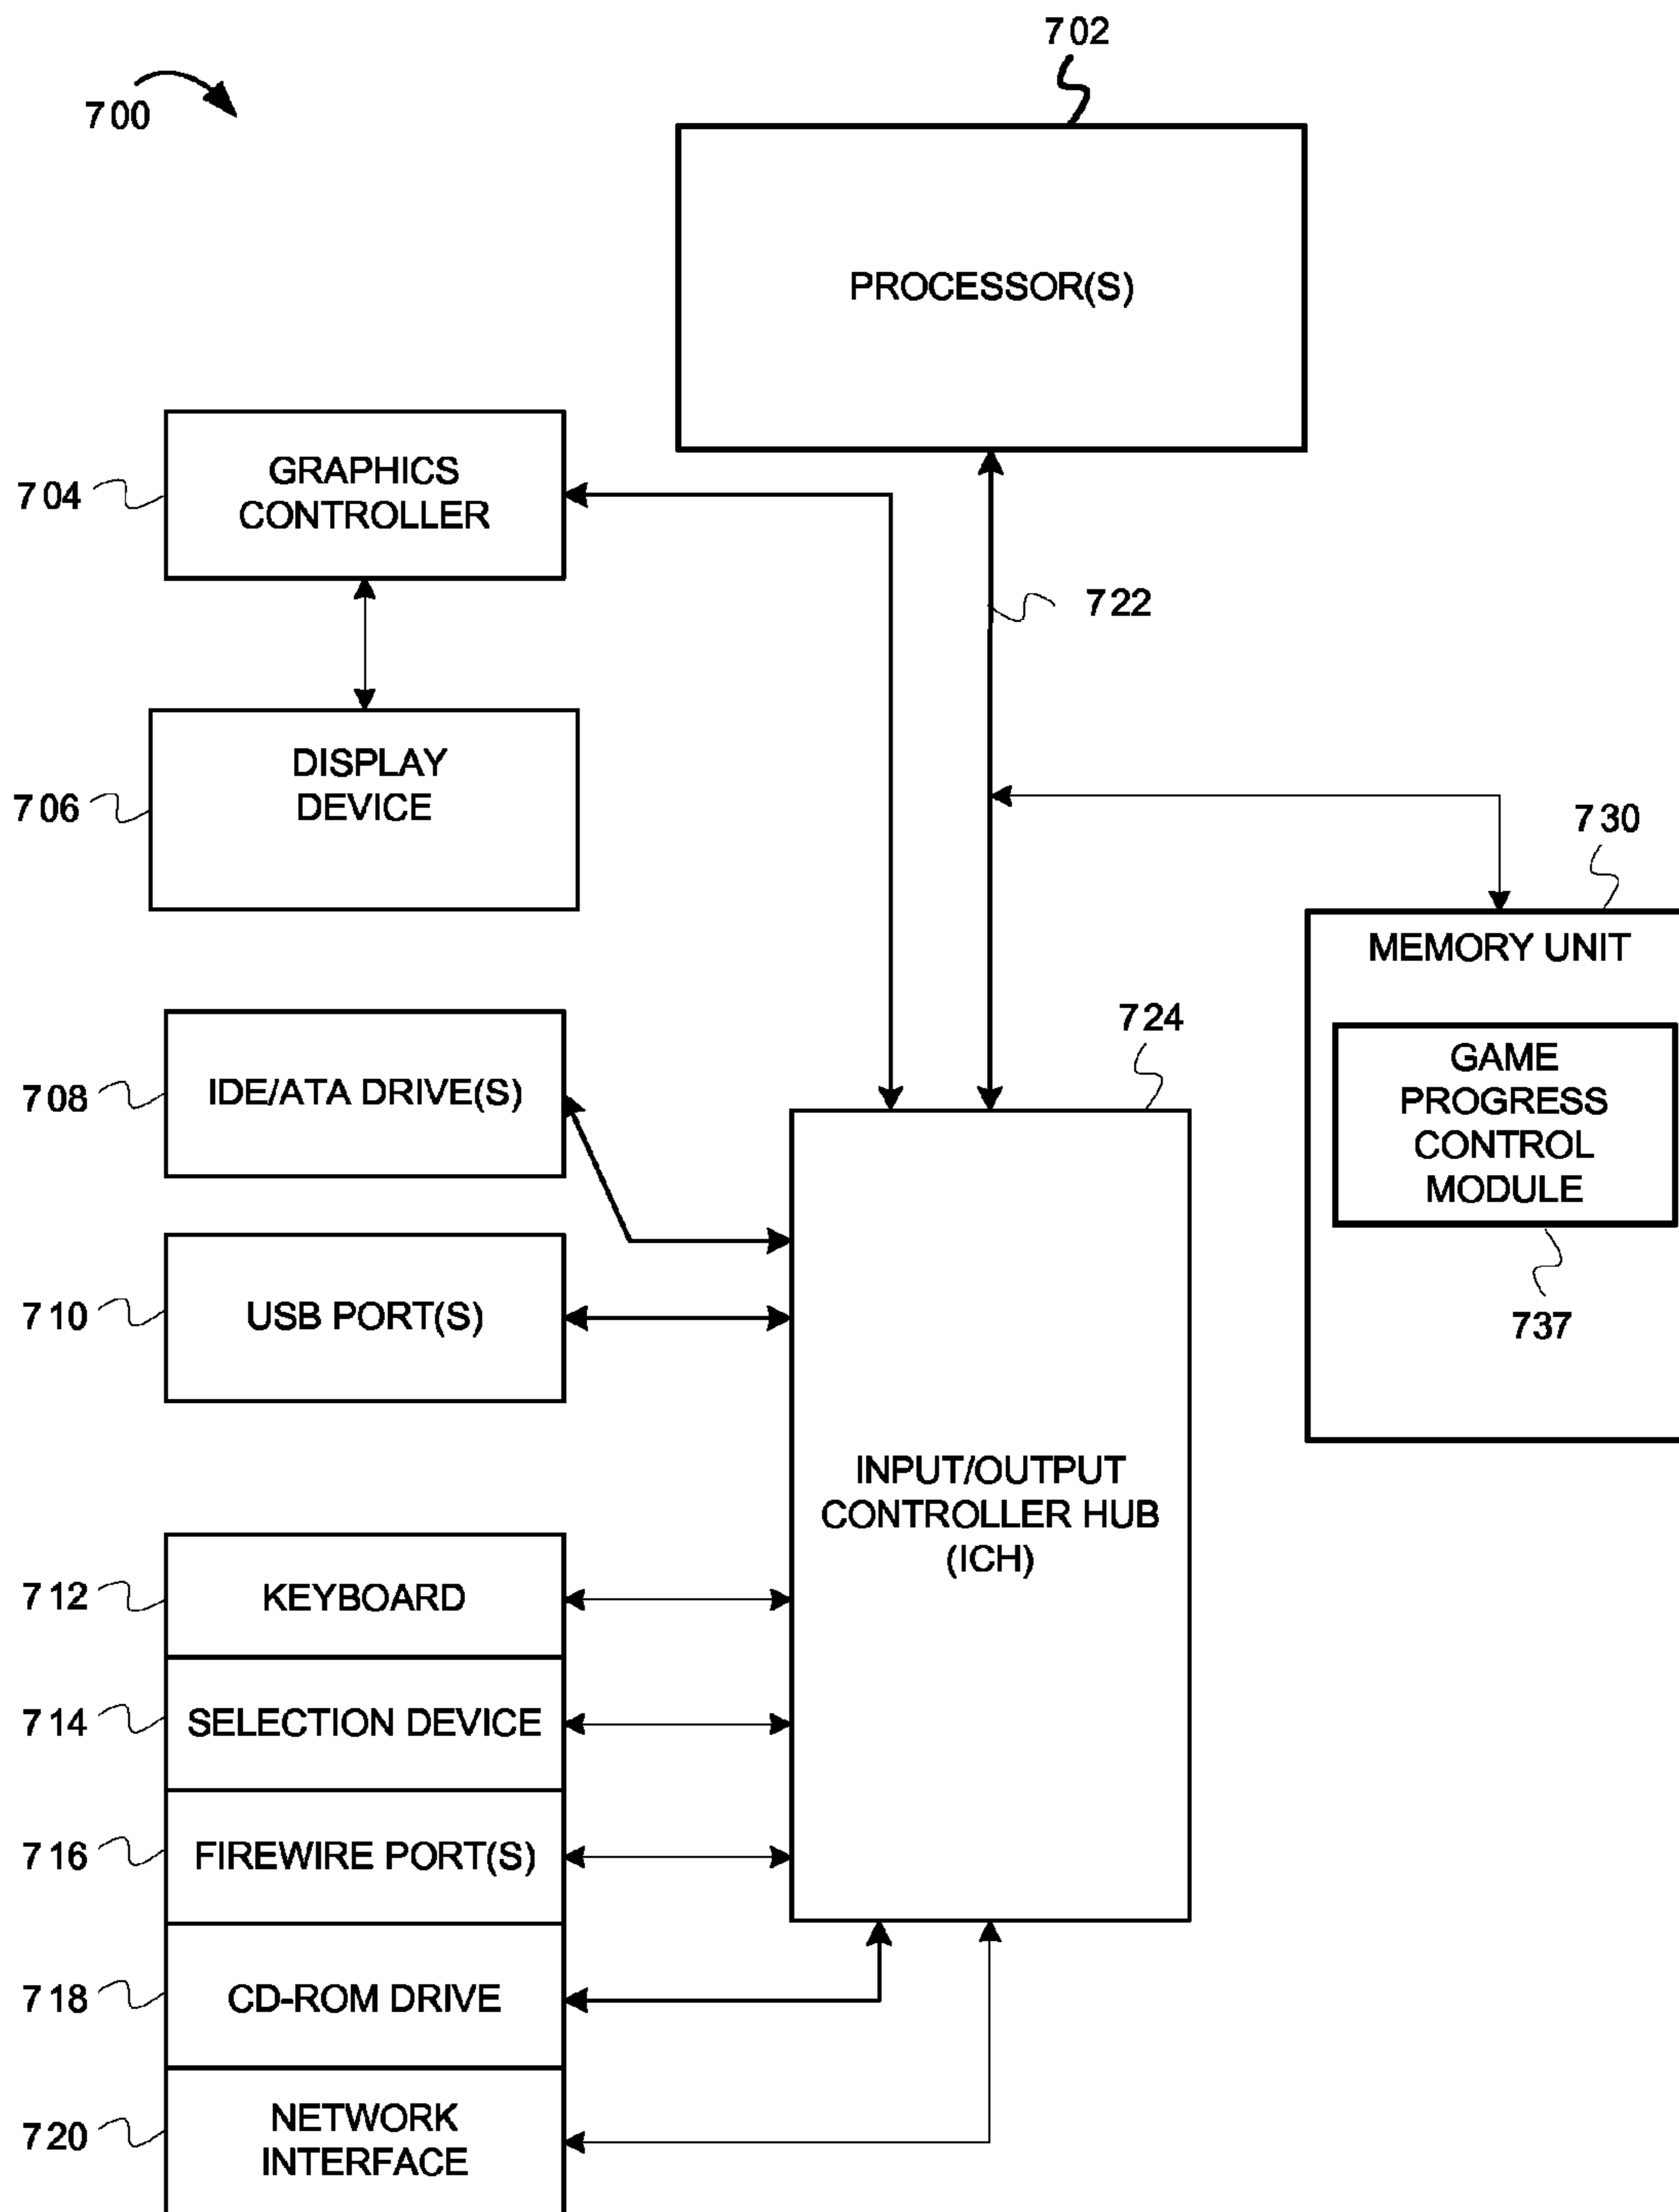 702
700
PROCESSOR(S)
704
GRAPHICS
CONTROLLER
722
706
DISPLAY
DEVICE
730
MEMORY UNIT
724
708
IDE/ATA DRIVE(S)
GAME
PROGRESS
CONTROL
MODULE
737
710
USB PORT(S)
INPUT/OUTPUT
CONTROLLER HUB
(ICH)
712
KEYBOARD
714
SELECTION DEVICE
716
FIREWIRE PORT(S)
718
CD-ROM DRIVE
720
NETWORK
INTERFACE